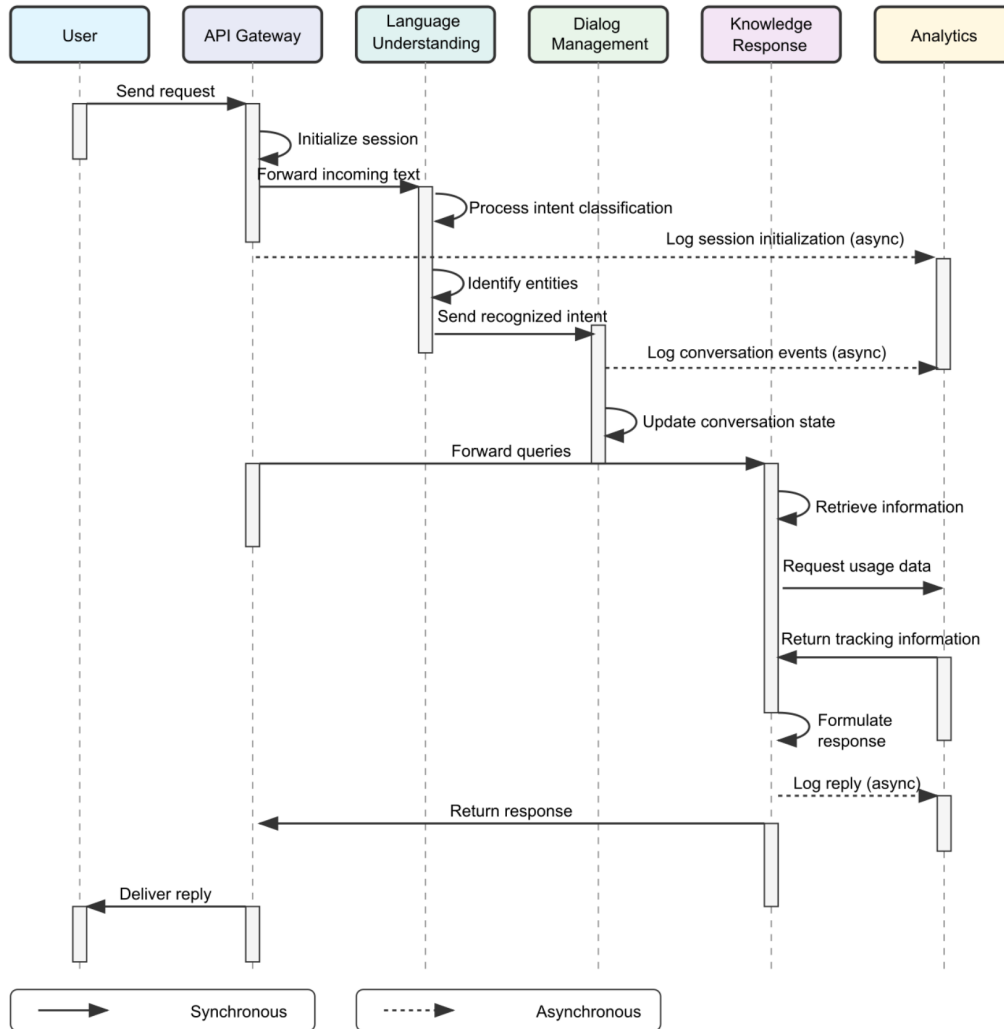 User
API Gateway
Language
Understanding
Dialog
Management
Knowledge
Response
Analytics
Send request
Initialize session
Forward incoming text
Process intent classification
Log session initialization (async)
Identify entities
Send recognized intent
Log conversation events (async)
Update conversation state
Forward queries
Retrieve information
Request usage data
Return tracking information
Formulate
response
Log reply (async)
Return response
Deliver reply
Synchronous
Asynchronous